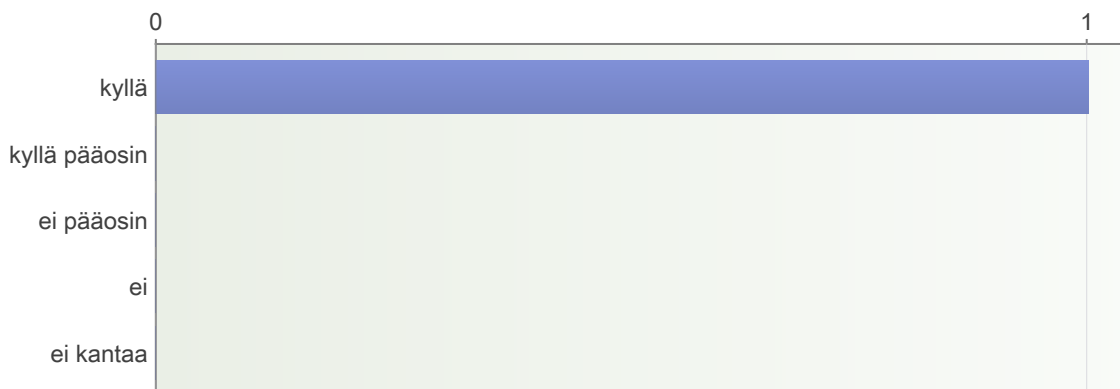 0 1
kyllä
kyllä pääosin
ei pääosin
ei
ei kantaa